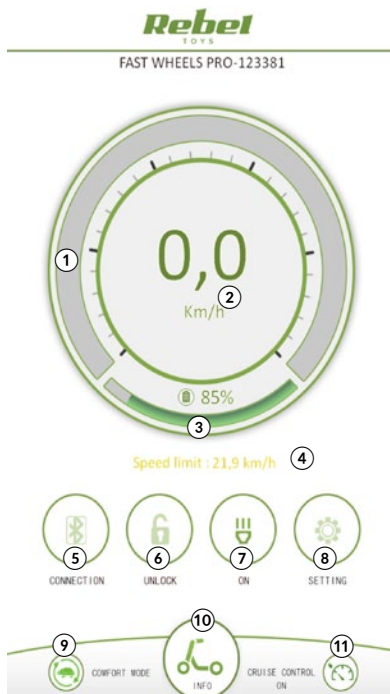 Rebel
TOYS
FAST WHEELS PRO-123381
1
0,0
2
Km/h
85%
3
Speed limit : 21,9 km/h 4
5 6 7 8
CONNECTION UNLOCK ON SETTING
10
9 11
COMFORT MODE CRUISE CONTROL
ON
INFO